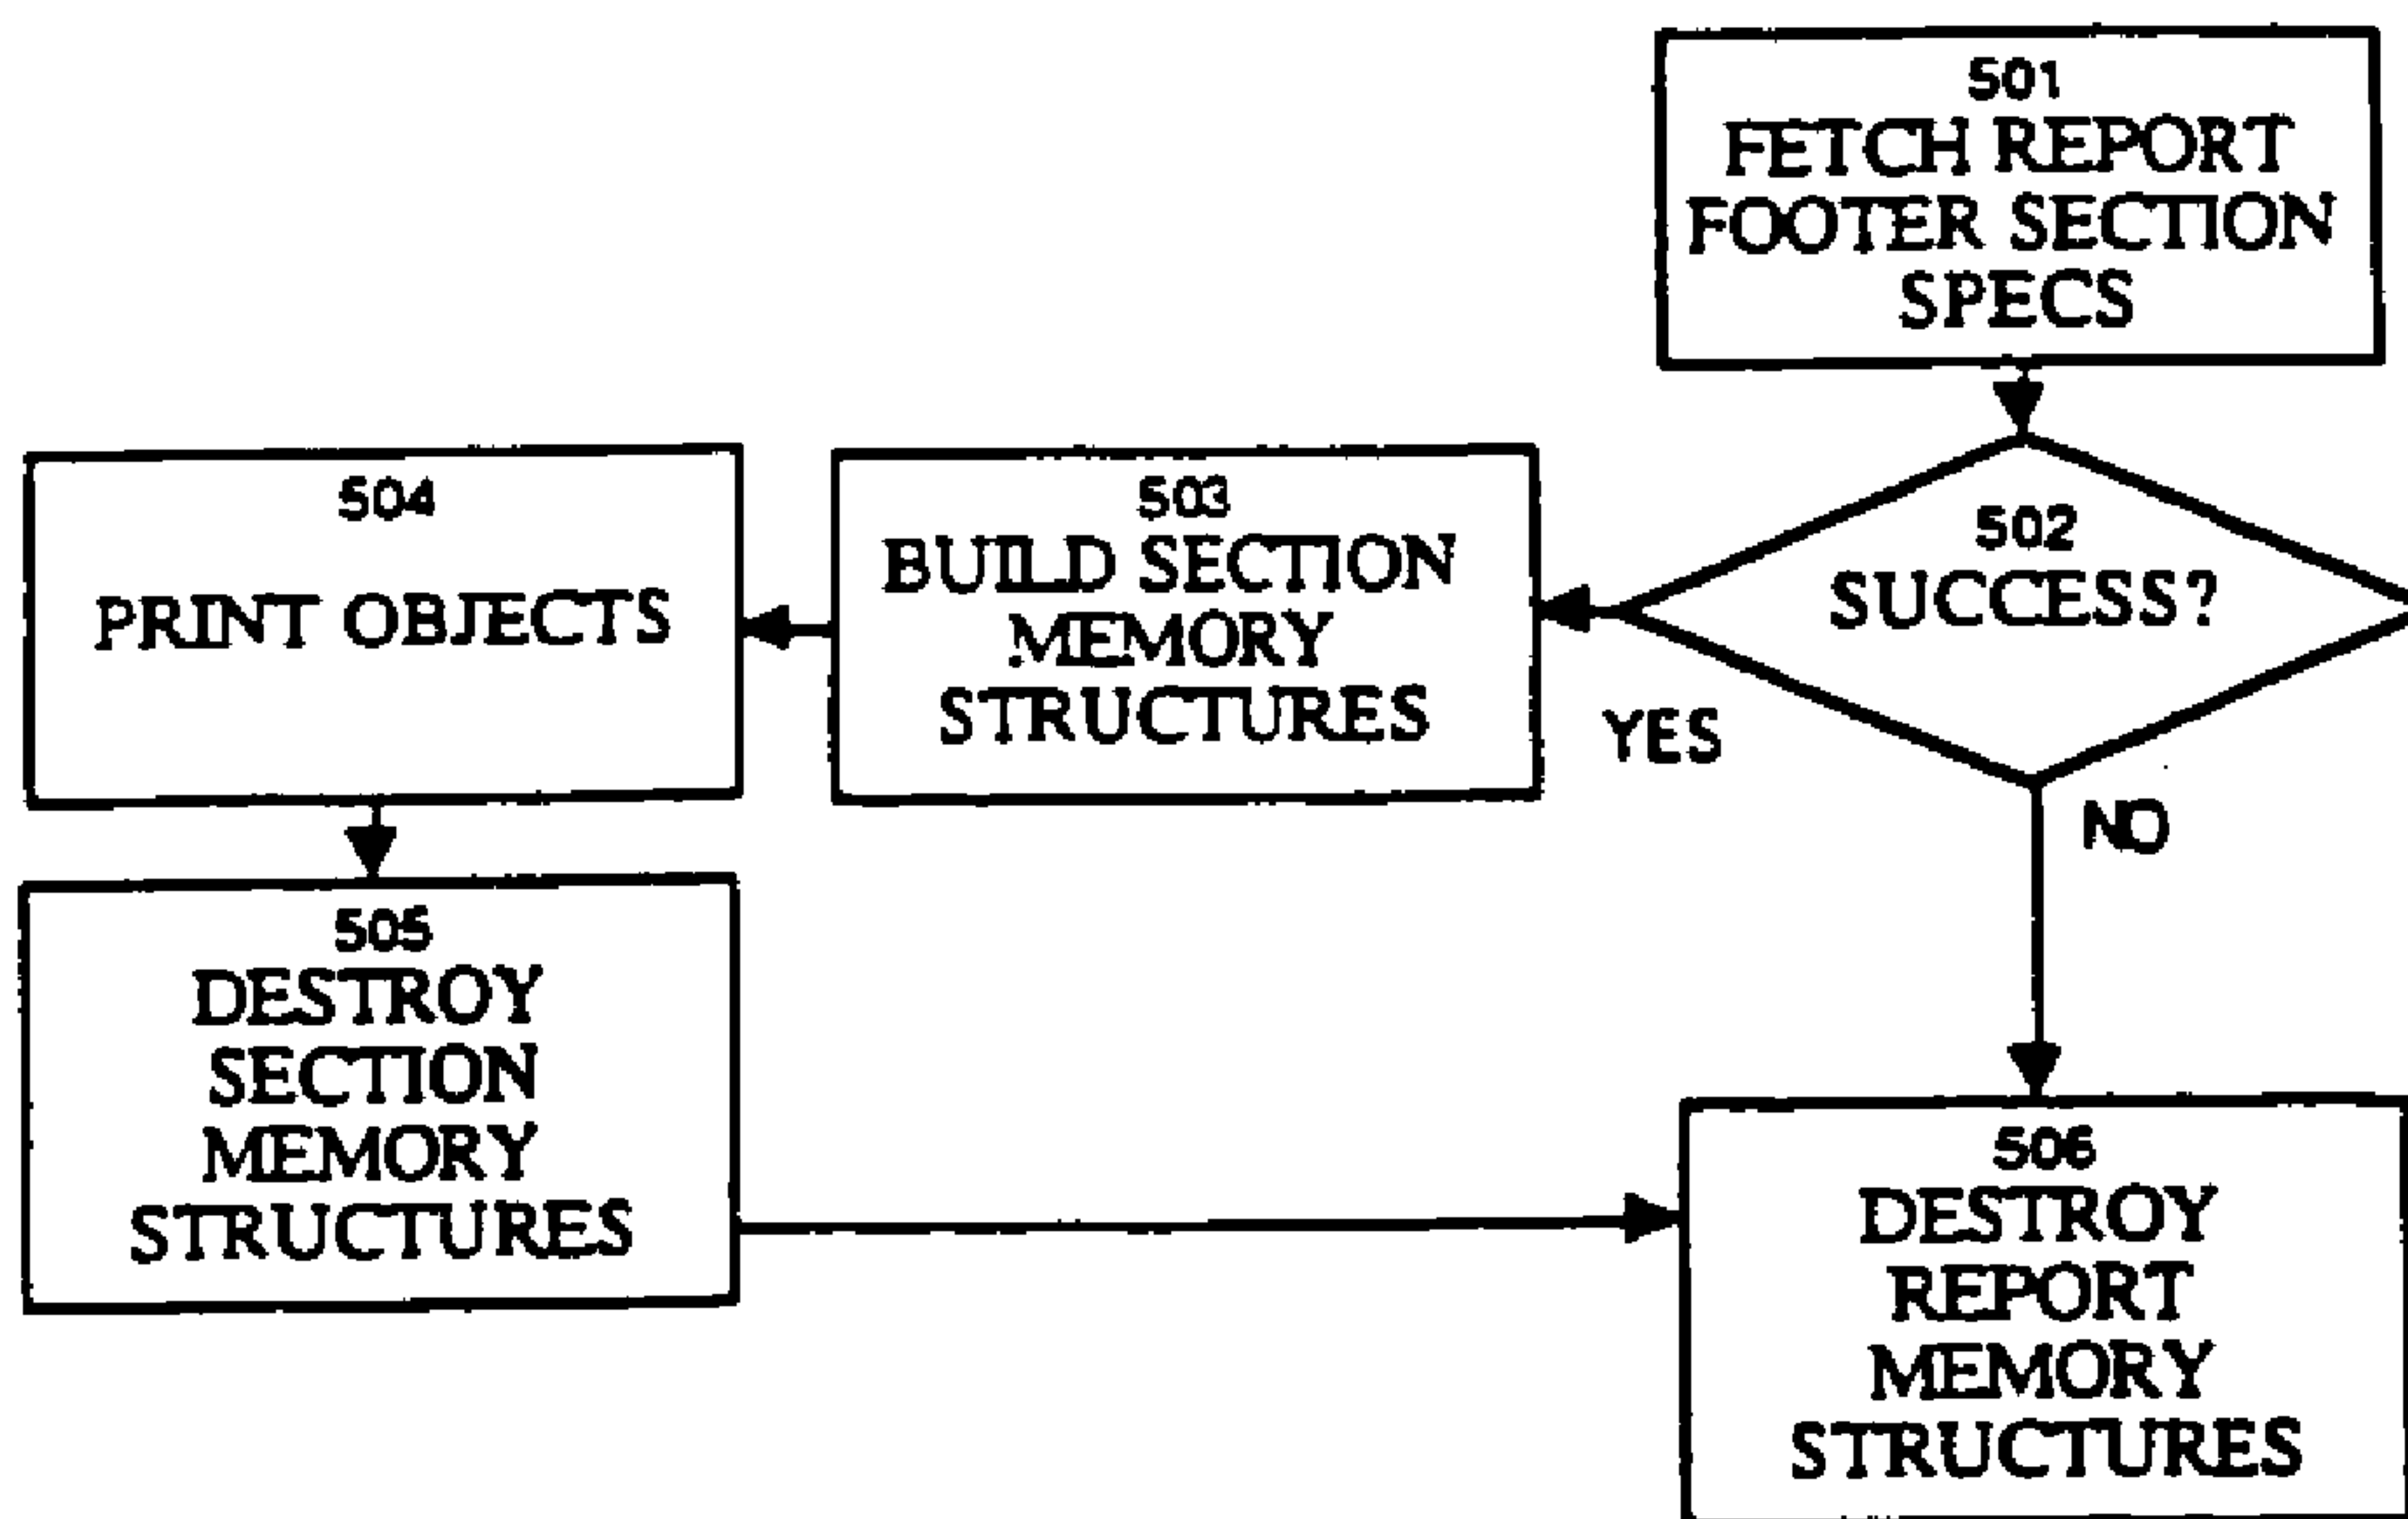 501
FETCH REPORT
FOOTER SECTION
SPECS
502
SUCCESS?
YES
NO
503
BUILD SECTION
MEMORY
STRUCTURES
504
PRINT OBJECTS
505
DESTROY
SECTION
MEMORY
STRUCTURES
506
DESTROY
REPORT
MEMORY
STRUCTURES